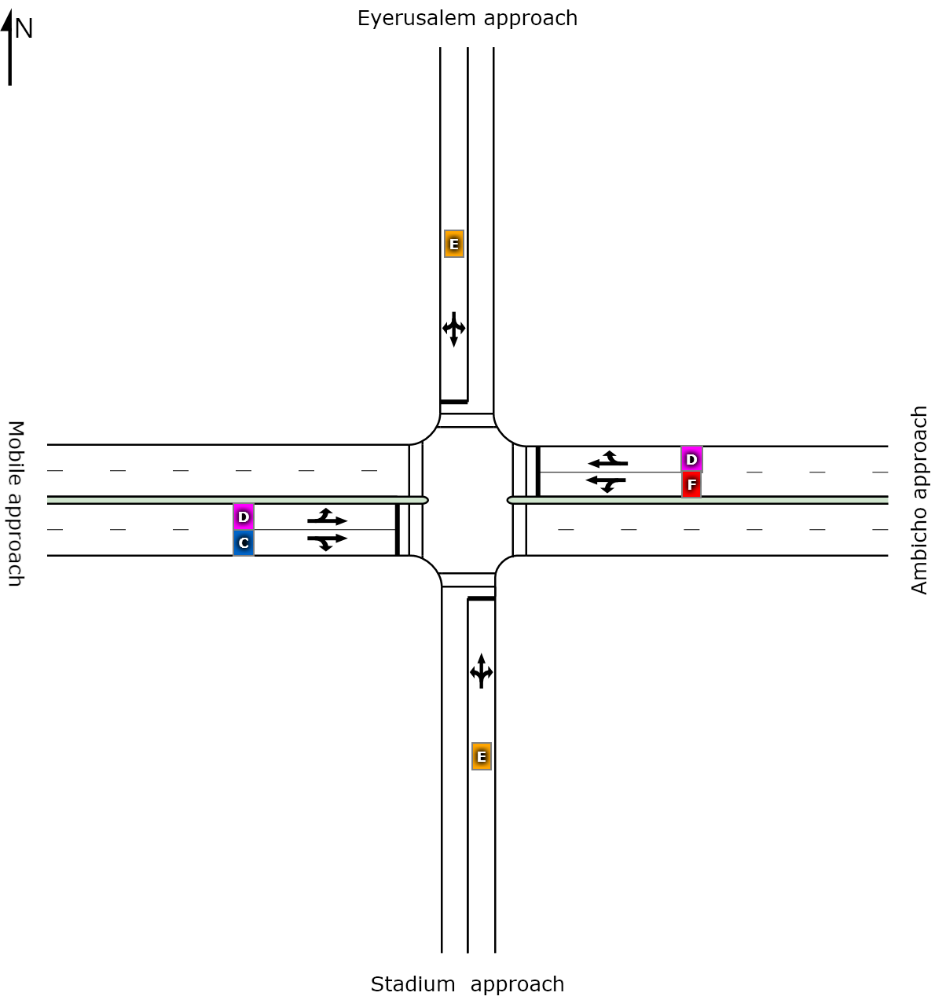 Eyerusalem approach
N
E
Mobile approach
D
C
D
F
Ambicho approach
E
Stadium approach